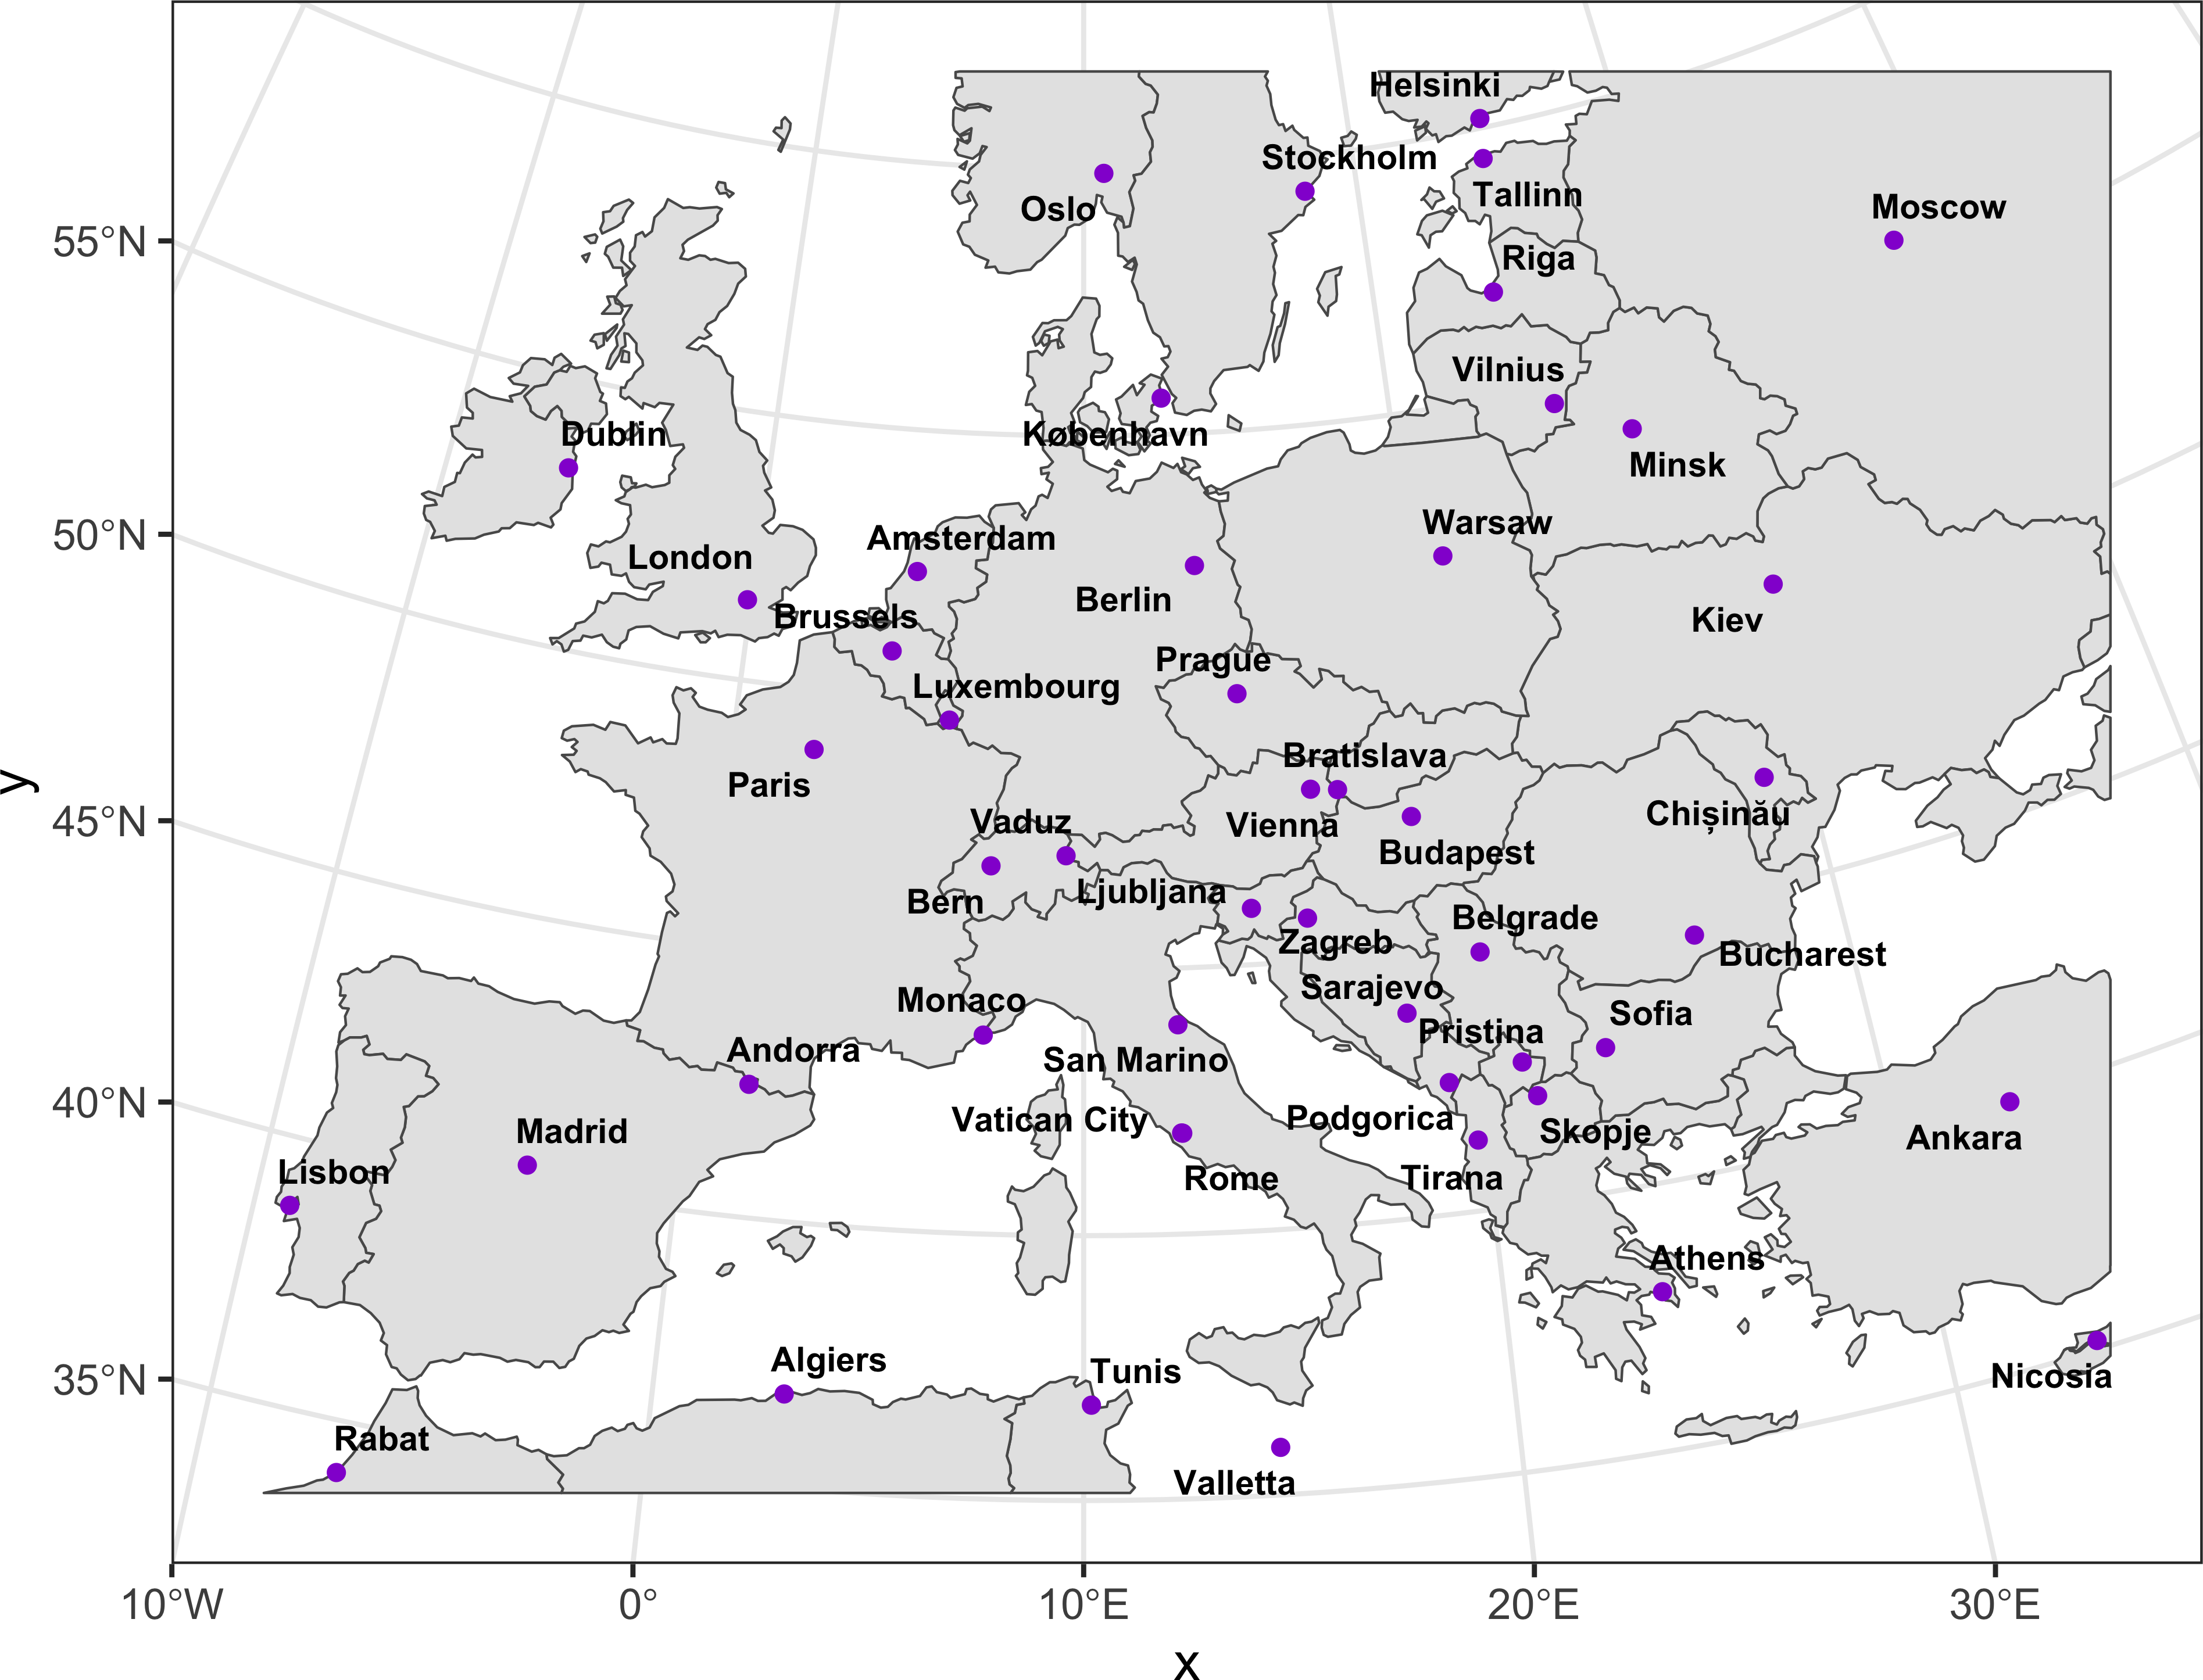 Helsinki
Stockholm
Oslo
Tallinn
Moscow
55°N
Riga
Vilnius
Dublin
København
Minsk
Warsaw
50°N
Amsterdam
London
Berlin
Brussels
Kiev
Prague
Luxembourg
Bratislava
Paris
Chișinău
45°N
Vaduz
Vienna
Budapest
Ljubljana
Bern
Belgrade
Zagreb
Bucharest
Sarajevo
Monaco
Sofia
Pristina
Andorra
San Marino
40°N
Vatican City
Podgorica
Madrid
Skopje
Ankara
Lisbon
Rome
Tirana
Athens
Algiers
Tunis
35°N
Nicosia
Rabat
Valletta
10°W
0°
10°E
20°E
30°E
x
y